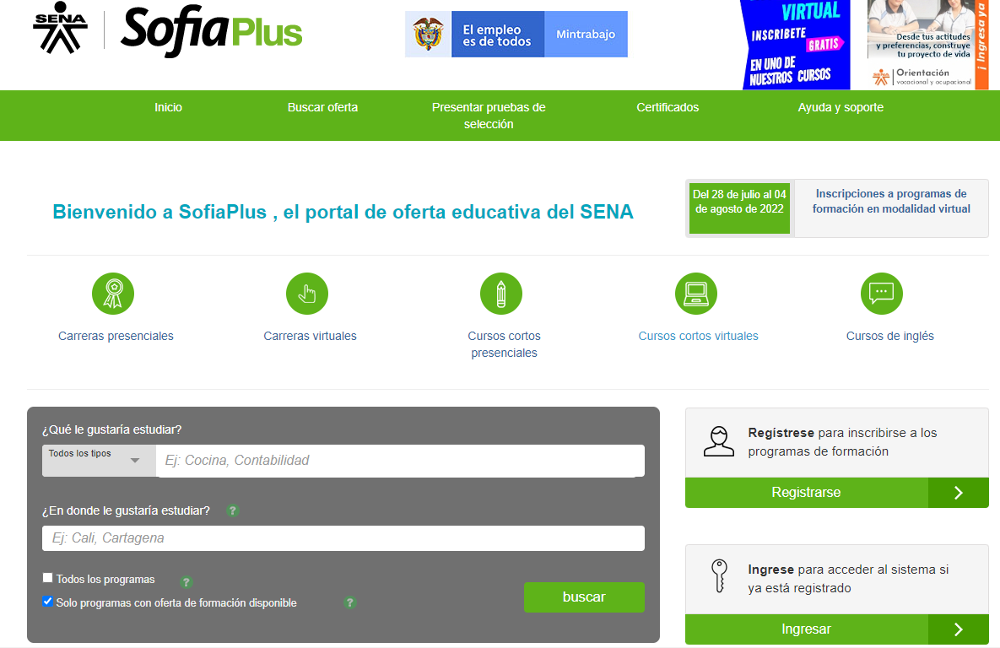 SENA
SofiaPlus
El empleo
es de todos
Mintrabajo
VIRTUAL
INSCRIBETE
GRATIS
EN UNO DE
NUESTROS CURSOS
Desde tus actitudes
y preferencias, construye
tu proyecto de vida
SENA
Orientación
vocacional y ocupacional
¡ Ingresa ya
Inicio
Buscar oferta
Presentar pruebas de
selección
Certificados
Ayuda y soporte
Bienvenido a SofiaPlus , el portal de oferta educativa del SENA
Del 28 de julio al 04
de agosto de 2022
Inscripciones a programas de
formación en modalidad virtual
Carreras presenciales
Carreras virtuales
Cursos cortos
presenciales
Cursos cortos virtuales
Cursos de inglés
¿Qué le gustaría estudiar?
Todos los tipos
Ej: Cocina, Contabilidad
¿En donde le gustaría estudiar? ?
Ej: Cali, Cartagena
Todos los programas ?
Solo programas con oferta de formación disponible ?
buscar
Regístrese para inscribirse a los
programas de formación
Registrarse
Ingrese para acceder al sistema si
ya está registrado
Ingresar